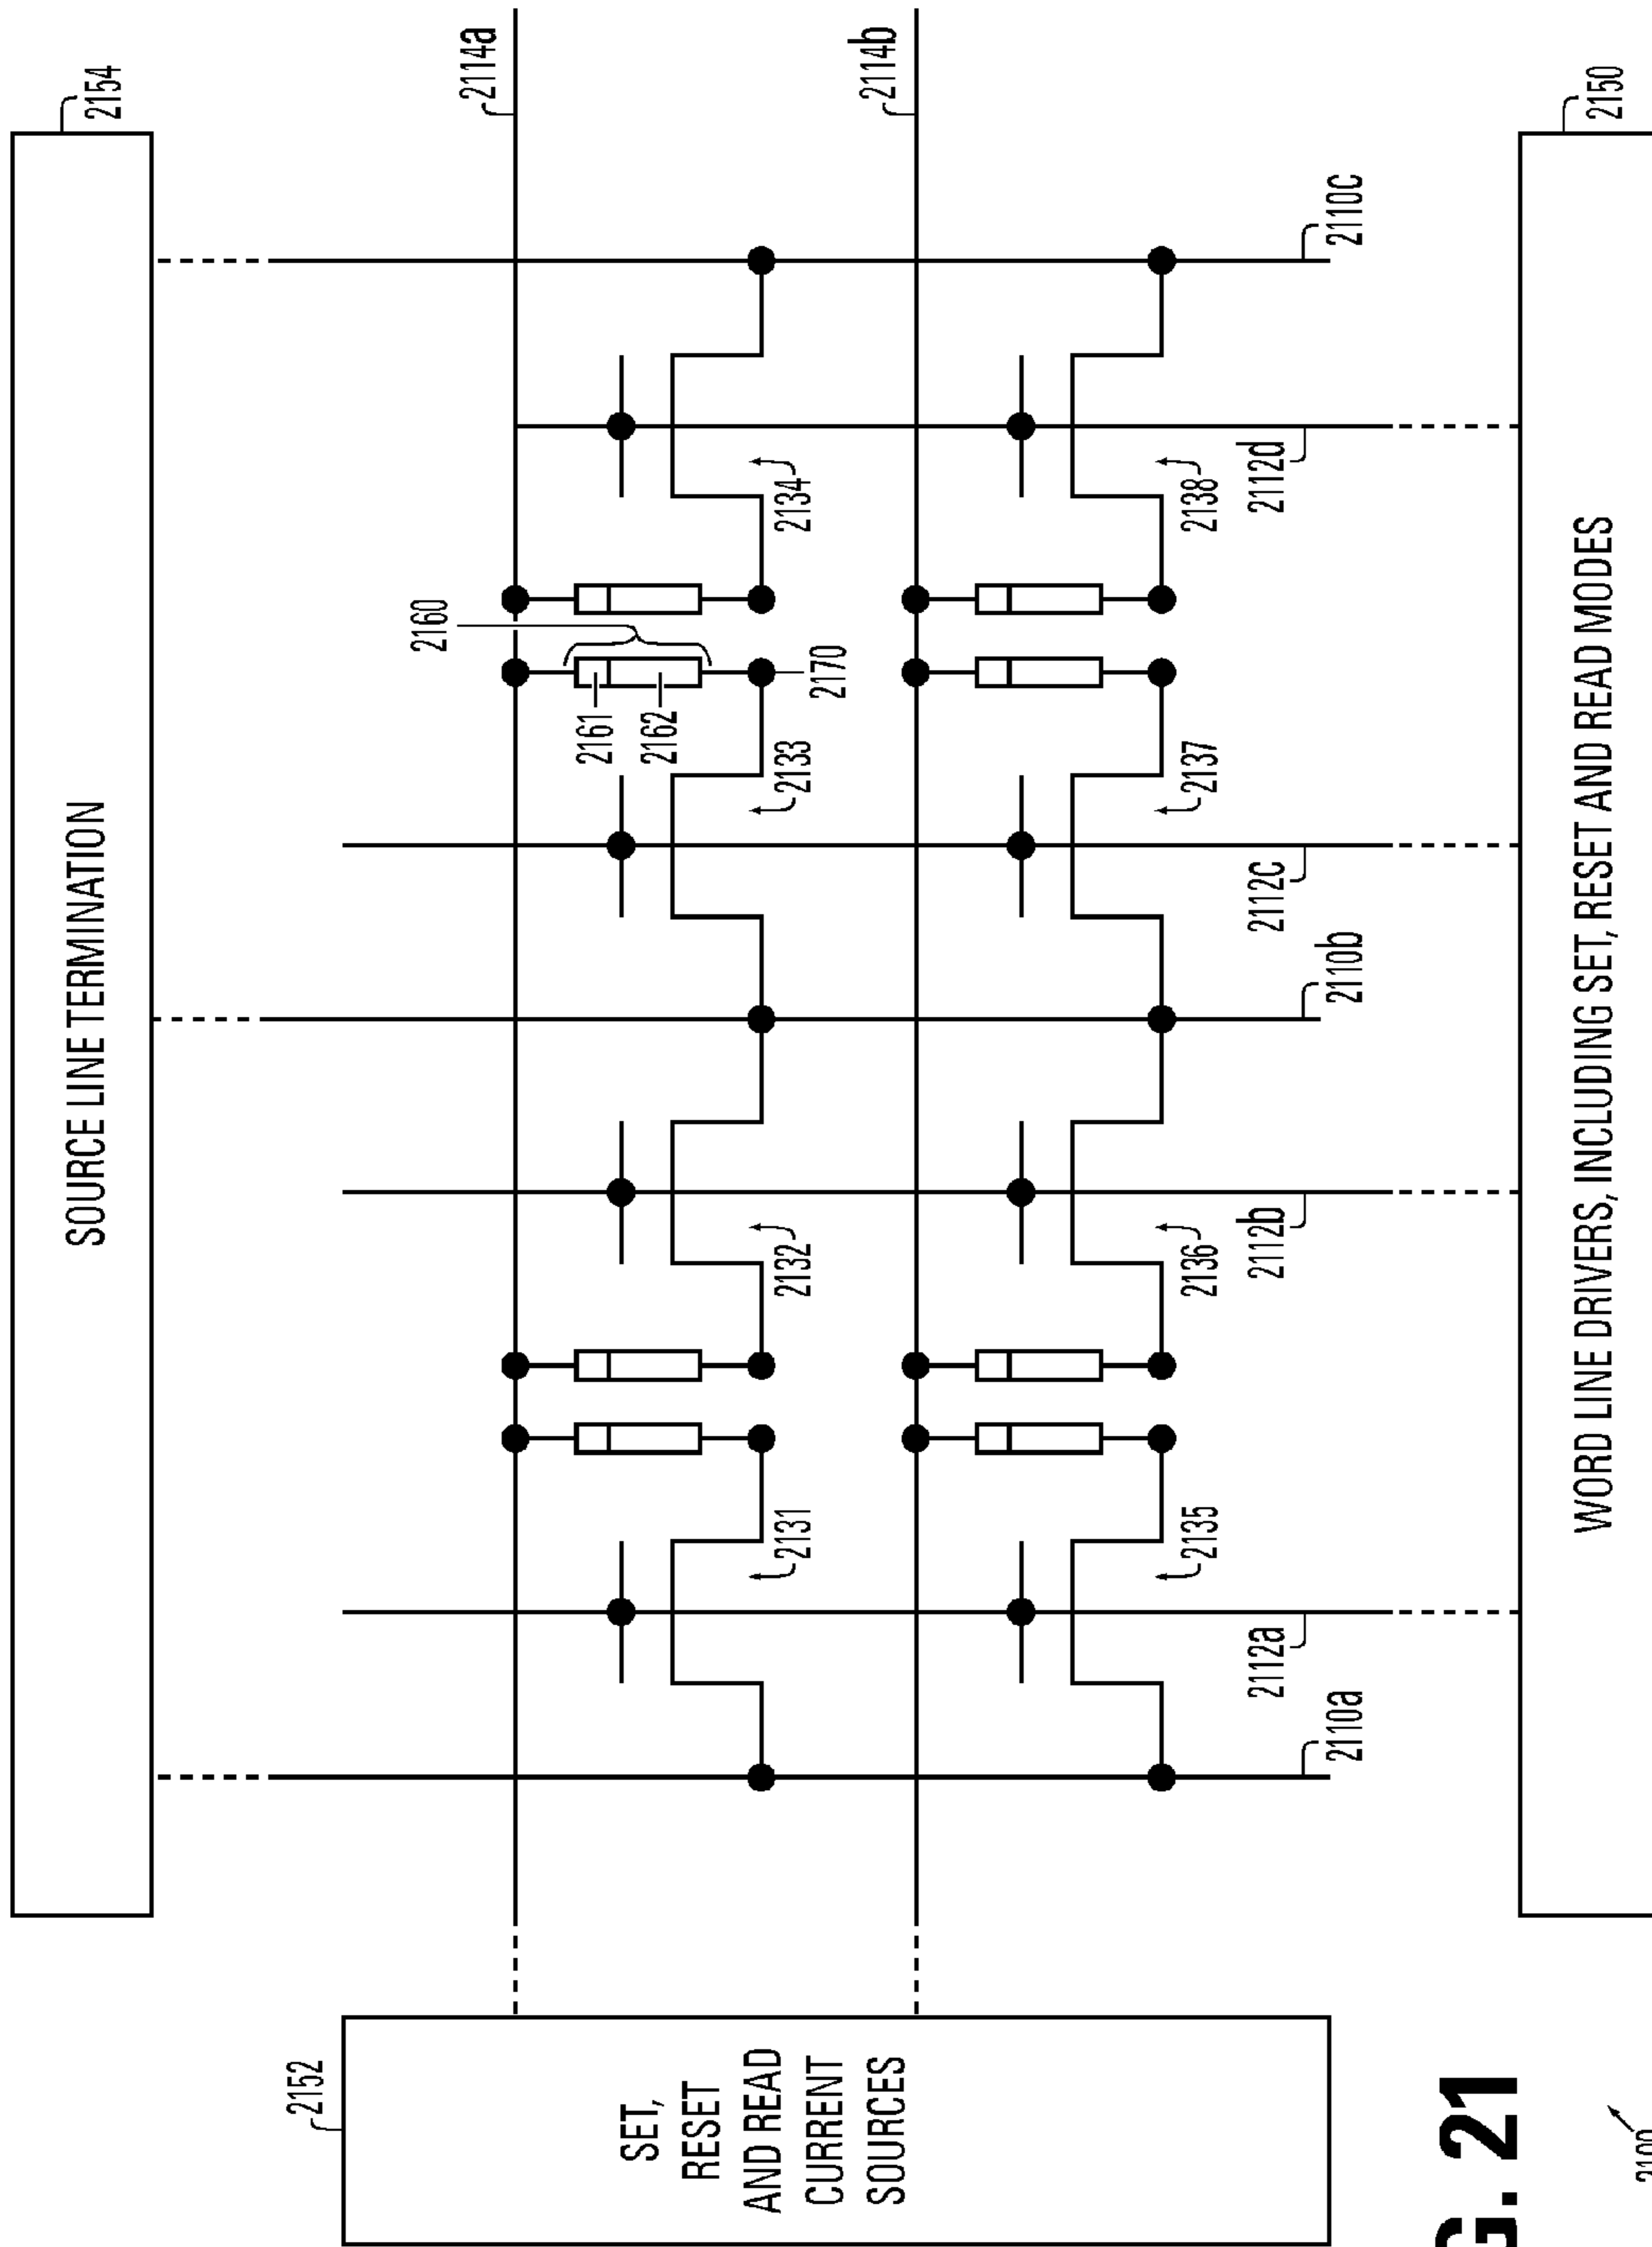 SOURCE LINE TERMINATION
2154
2152
2160
2114a
SET,
RESET
AND READ
CURRENT
SOURCES
2161
2162
2131
2132
2133
2134
2170
2114b
2135
2136
2137
2138
2112a
2112b
2112c
2112d
2110a
2110b
2110c
G. 21
WORD LINE DRIVERS, INCLUDING SET, RESET AND READ MODES
2150